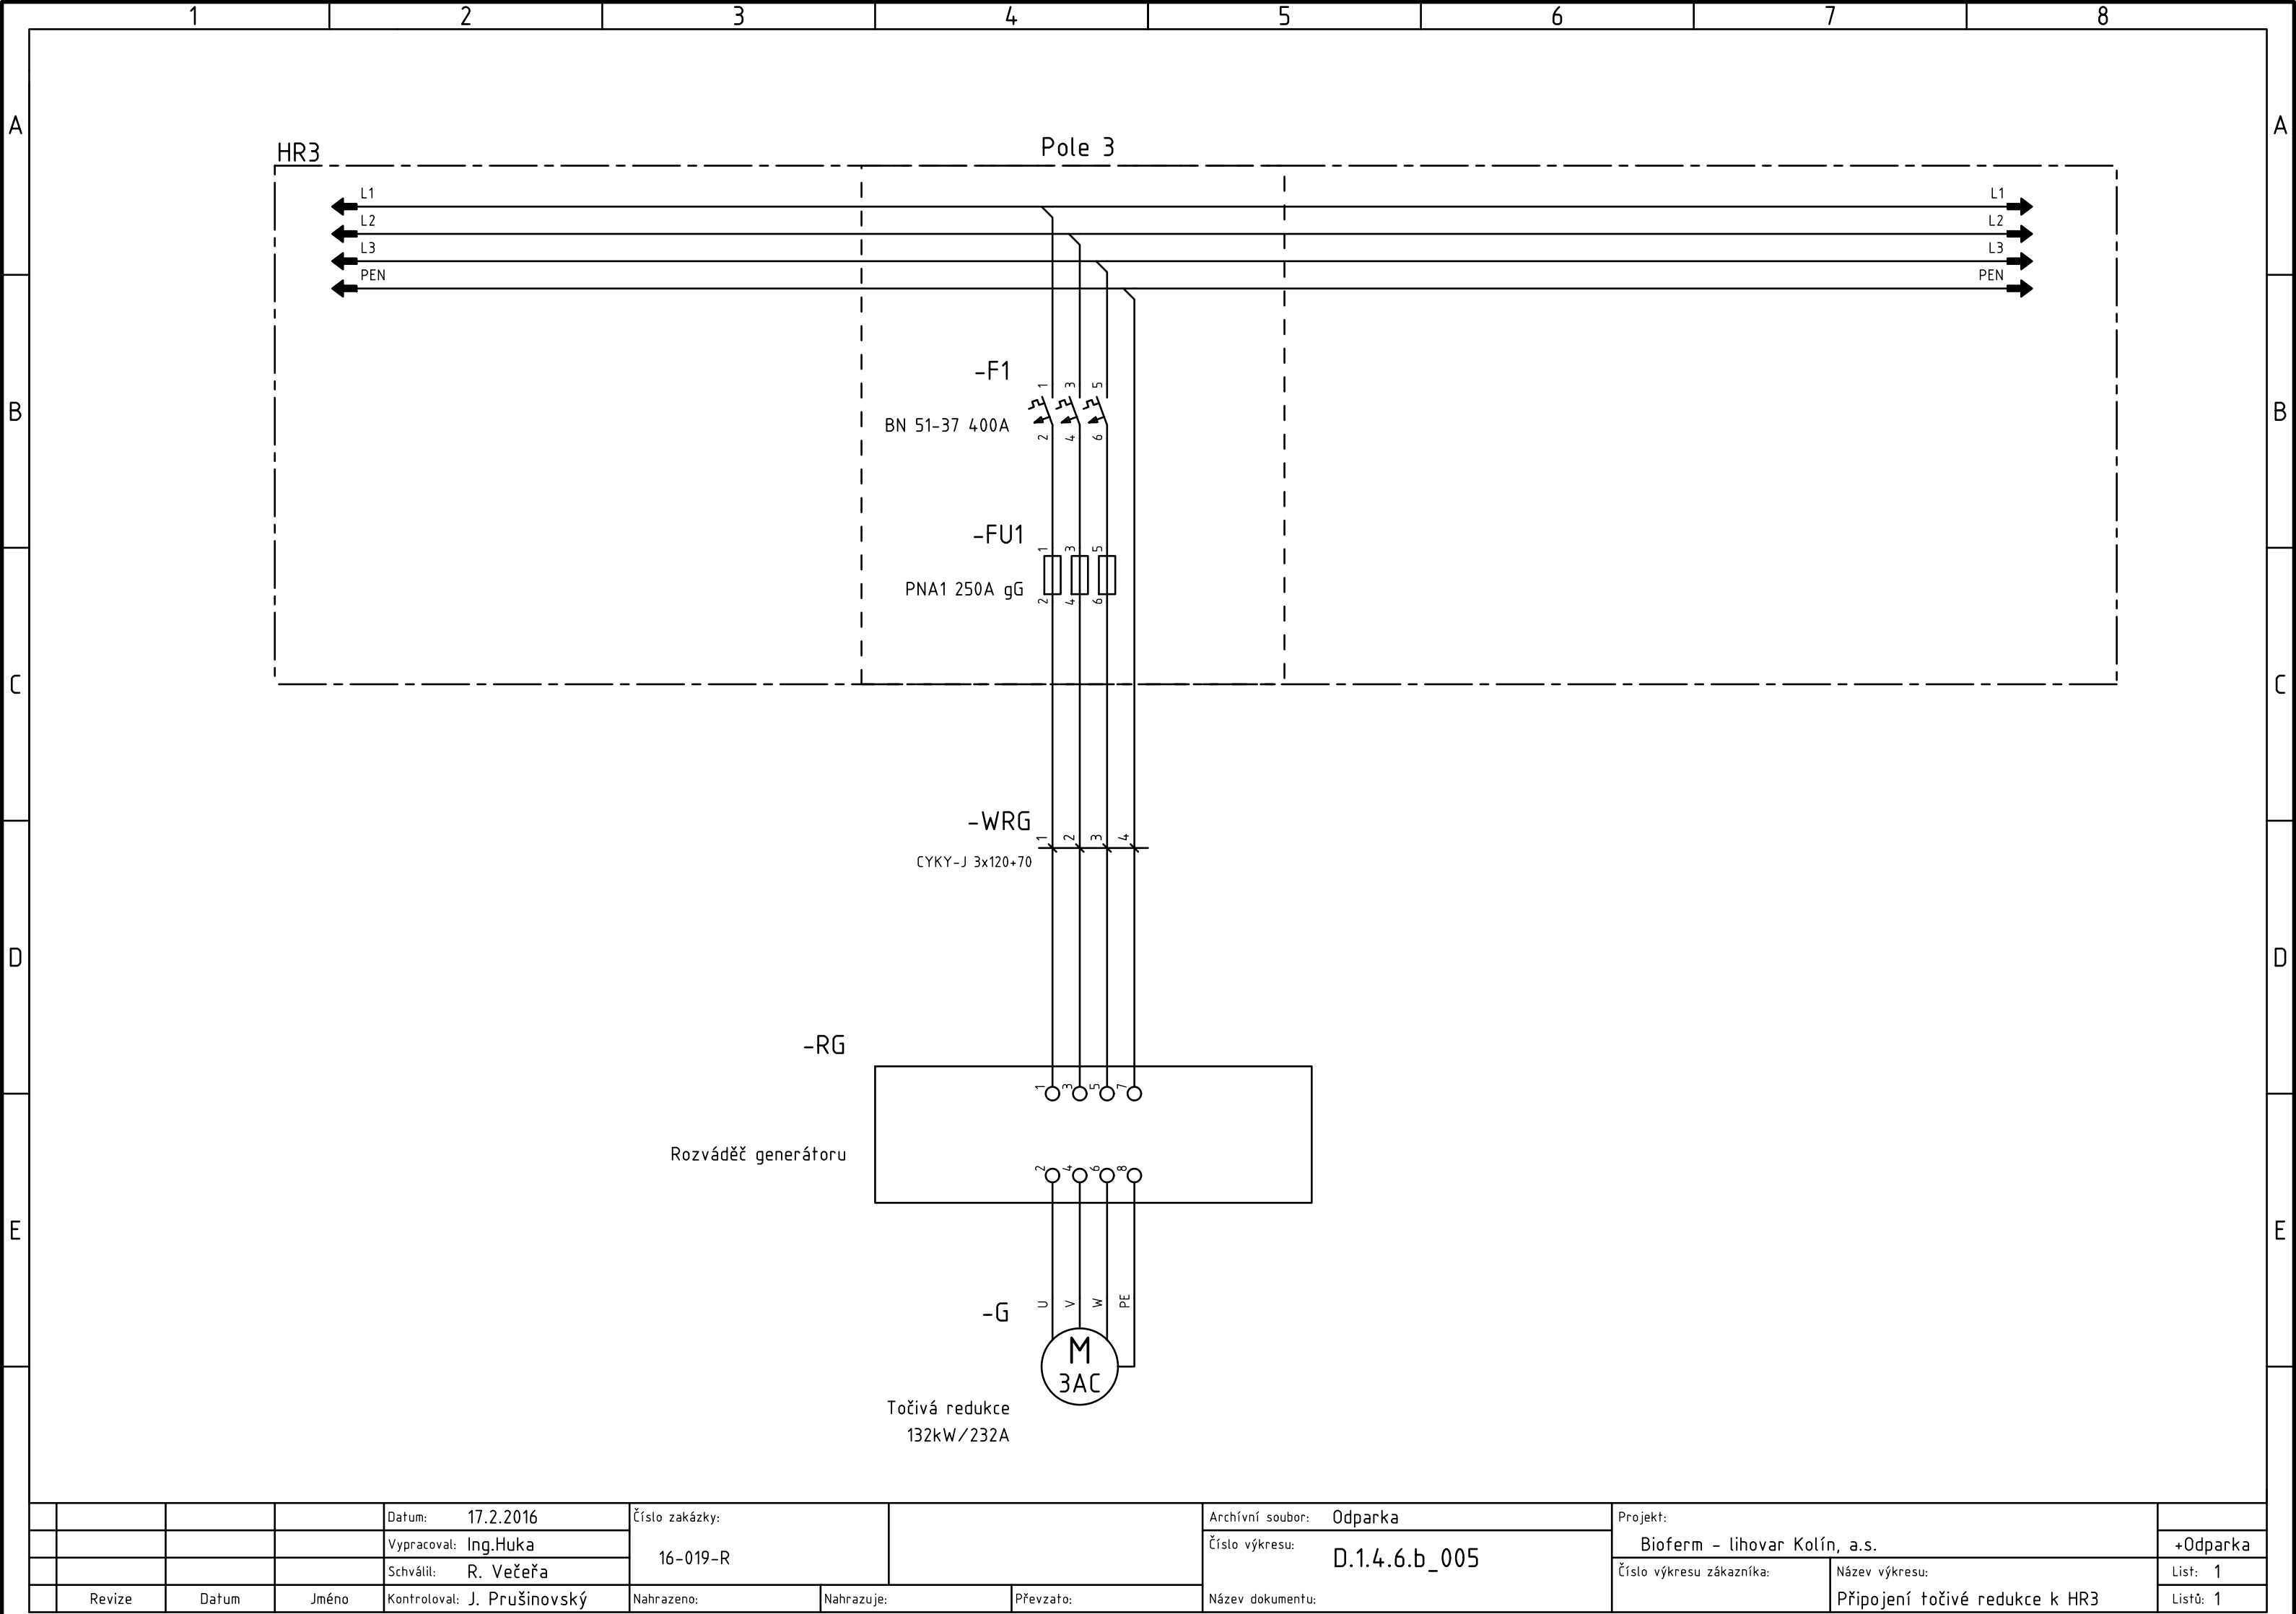 1 2 3 4 5 6 7 8
A A
HR3 Pole 3
L1 L1
L2 L2
L3 L3
PEN PEN
-F1
1 3 5
B B
BN 51-37 400A
2 4 6
-FU1
1 3 5
PNA1 250A gG
2 4 6
C C
-WRG
1 2 3 4
CYKY-J 3x120+70
D D
-RG
1 3 5 7
Rozváděč generátoru
2 4 6 8
E E
-G
U V W PE
M
3AC
Točivá redukce
132kW/232A
Datum: 17.2.2016
Vypracoval: Ing.Huka
Schválil: R. Večeřa
Revize Datum Jméno Kontroloval: J. Prušinovský
Číslo zakázky:
16-019-R
Nahrazeno: Nahrazuje: Převzato:
Archívní soubor: Odparka
Číslo výkresu:
D.1.4.6.b_005
Název dokumentu:
Projekt:
Bioferm - lihovar Kolín, a.s.
Číslo výkresu zákazníka:
Název výkresu:
Připojení točivé redukce k HR3
+Odparka
List: 1
Listů: 1